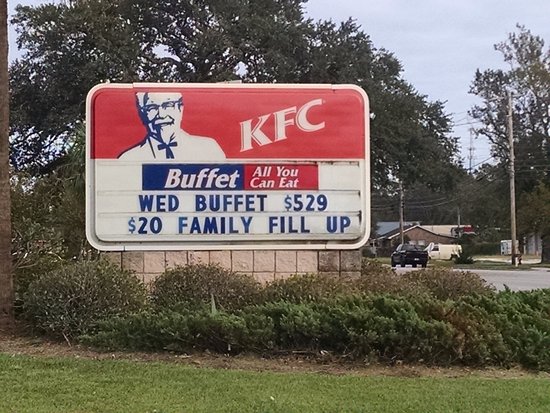 KFC
Buffet All You Can Eat
WED BUFFET $529
$20 FAMILY FILL UP